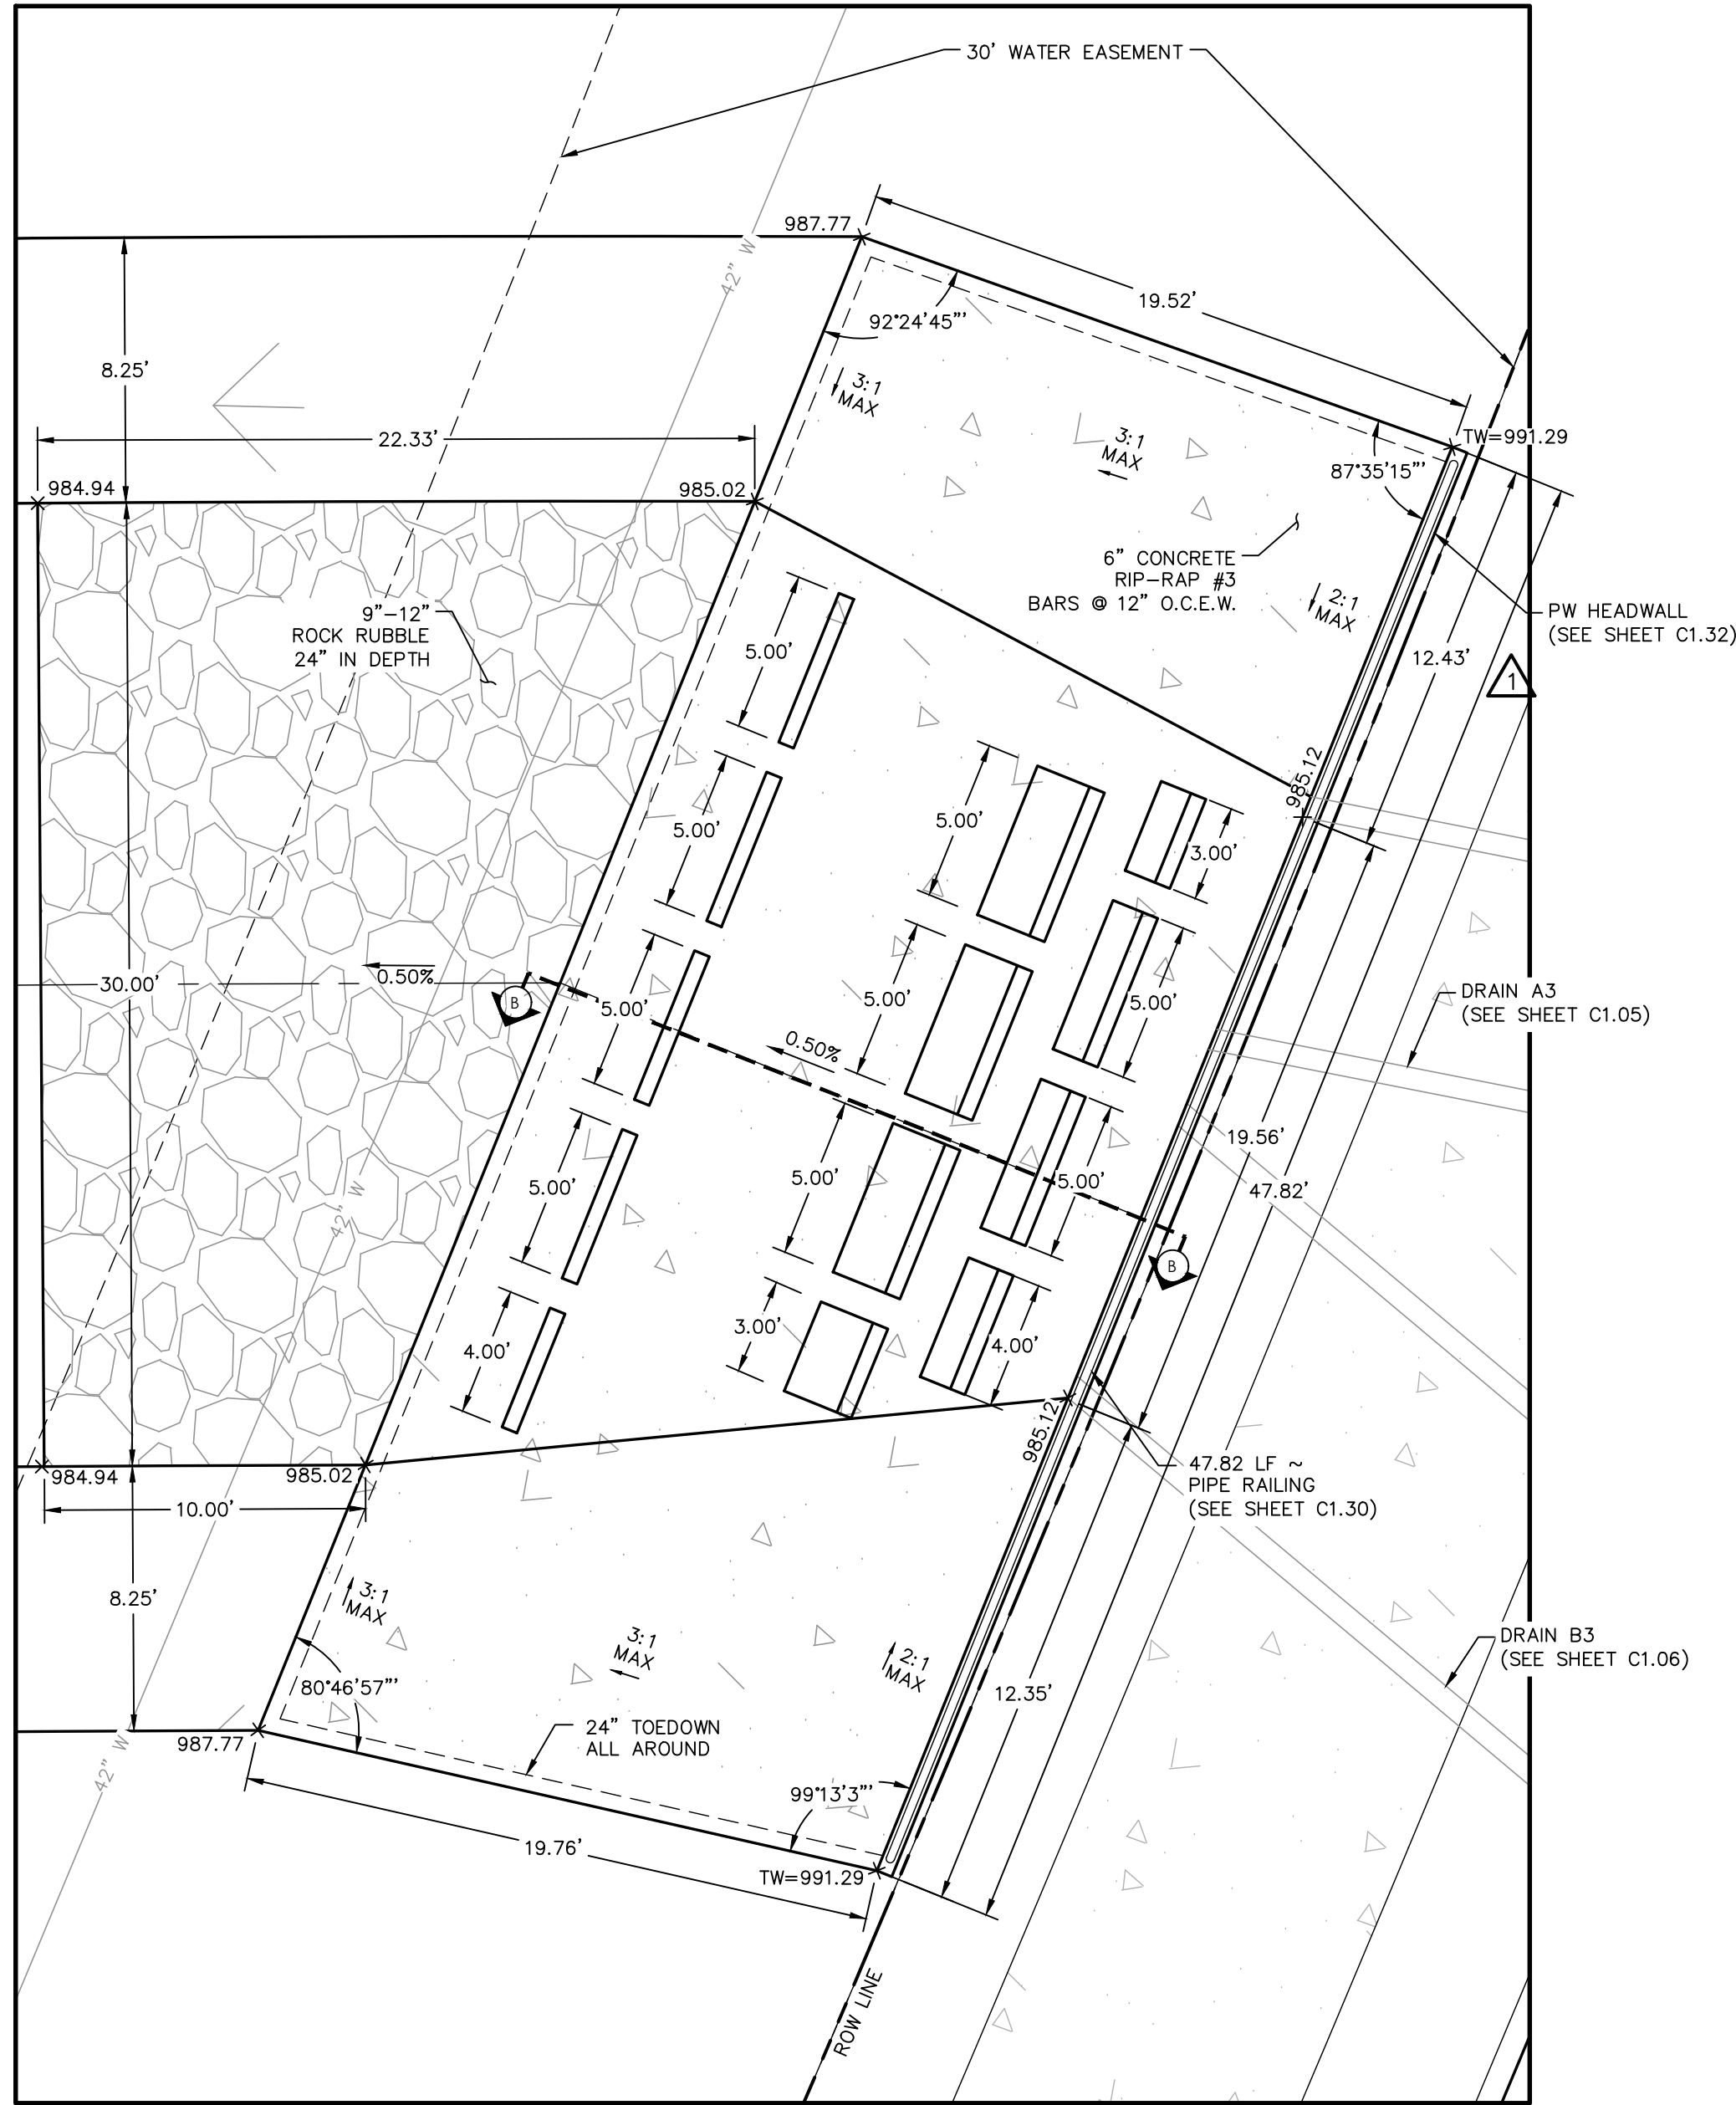 30' WATER EASEMENT
987.77
42" W
19.52'
92°24'45"'
8.25'
3:1
MAX
22.33'
3:1
MAX
TW=991.29
87°35'15"'
984.94
985.02
6" CONCRETE
RIP-RAP #3
BARS @ 12" O.C.E.W.
2:1
MAX
PW HEADWALL
(SEE SHEET C1.32)
9"-12"
ROCK RUBBLE
24" IN DEPTH
5.00'
12.43'
1
985.12
5.00'
5.00'
3.00'
30.00'
0.50%
B
5.00'
5.00'
5.00'
DRAIN A3
(SEE SHEET C1.05)
0.50%
19.56'
5.00'
5.00'
5.00'
47.82'
42" W
B
3.00'
4.00'
4.00'
985.12
984.94
985.02
47.82 LF ~
PIPE RAILING
(SEE SHEET C1.30)
10.00'
8.25'
3:1
MAX
3:1
MAX
2:1
MAX
DRAIN B3
(SEE SHEET C1.06)
80°46'57"'
12.35'
24" TOEDOWN
ALL AROUND
987.77
42" W
99°13'3"'
19.76'
TW=991.29
ROW LINE